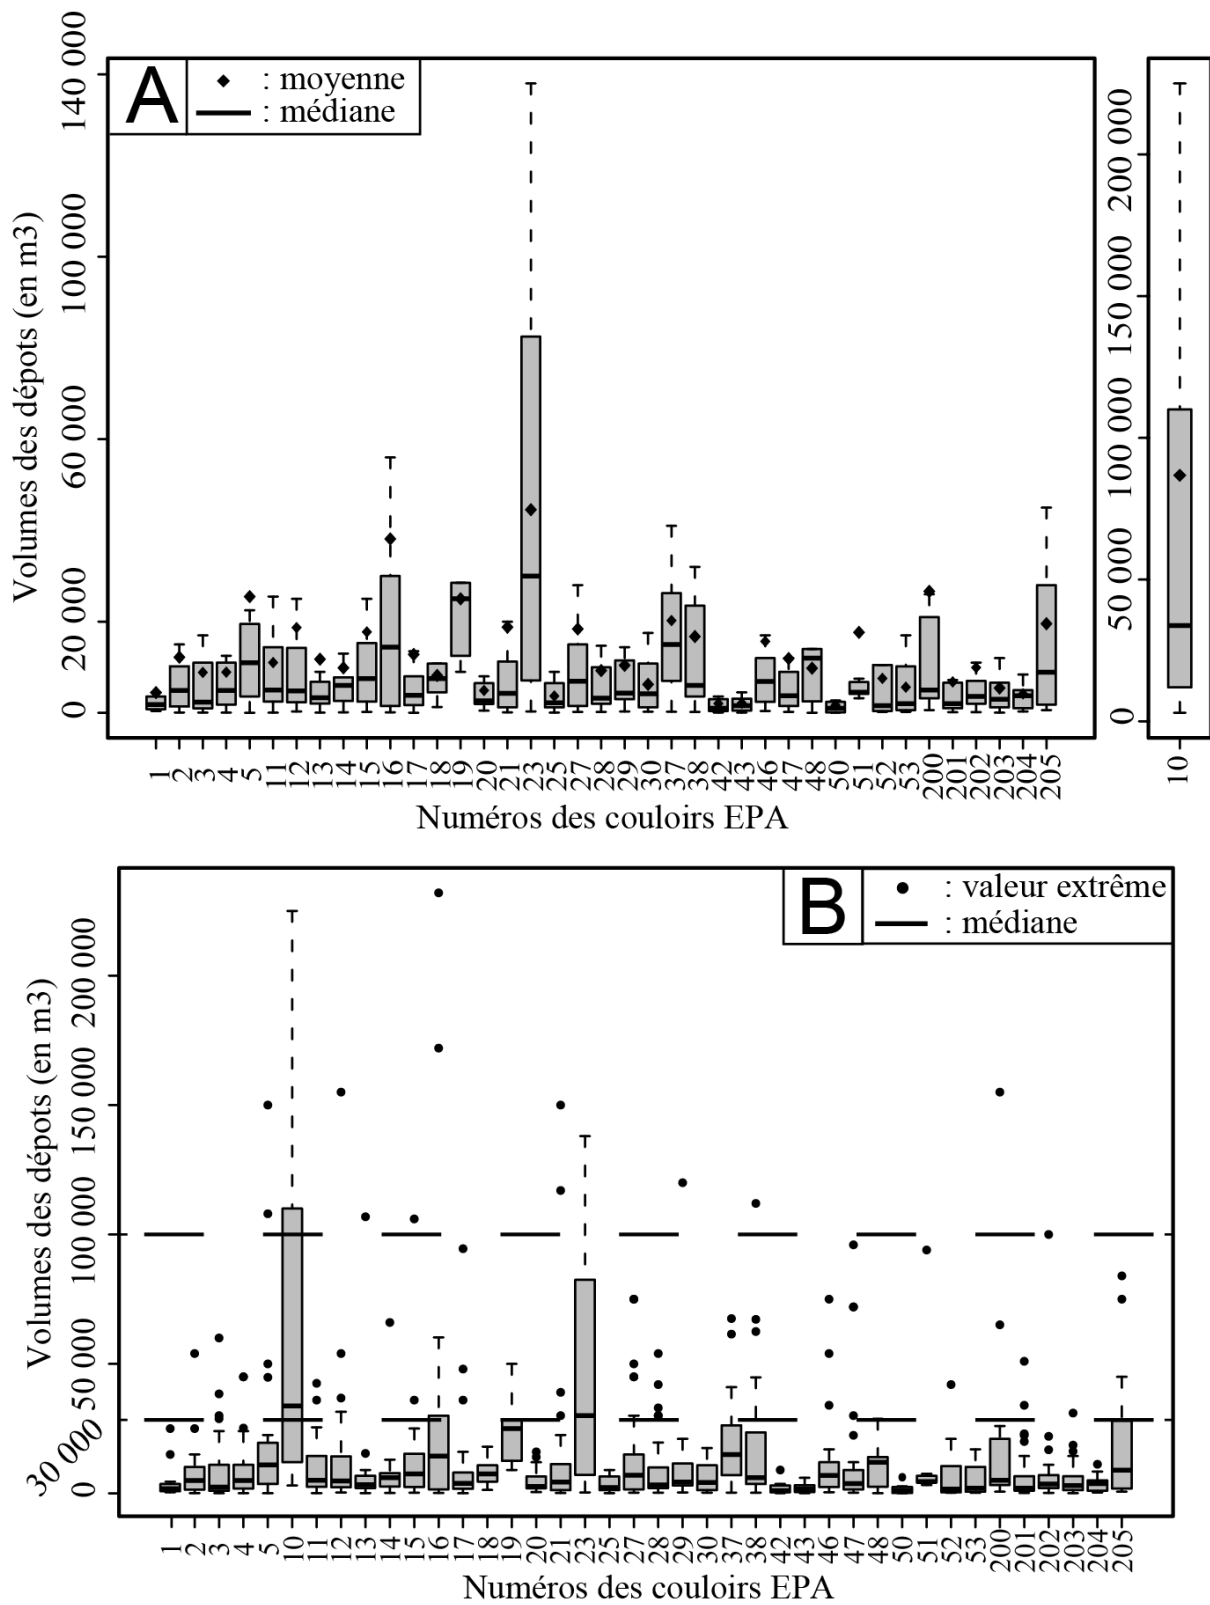 A
: moyenne
: médiane
Volumes des dépots (en m3)
0
20 000
60 000
100 000
140 000
1 2 3 4 5 11 12 13 14 15 16 17 18 19 20 21 23 25 27 28 29 30 37 38 42 43 46 47 48 50 51 52 53 200 201 202 203 204 205
Numéros des couloirs EPA
0
50 000
100 000
150 000
200 000
10
B
: valeur extrême
: médiane
Volumes des dépots (en m3)
0
30 000
50 000
100 000
150 000
200 000
1 2 3 4 5 10 11 12 13 14 15 16 17 18 19 20 21 23 25 27 28 29 30 37 38 42 43 46 47 48 50 51 52 53 200 201 202 203 204 205
Numéros des couloirs EPA